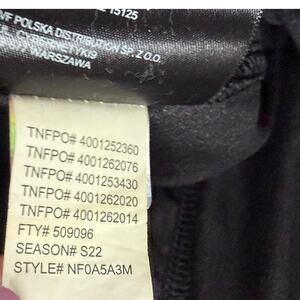 15125
VF POLSKA DISTRIBUTION SP. Z O.O.
WARSZAWA
TNFPO# 4001252360
TNFPO# 4001262076
TNFPO# 4001253430
TNFPO# 4001262020
TNFPO# 4001262014
FTY# 509096
SEASON# S22
STYLE# NF0A5A3M